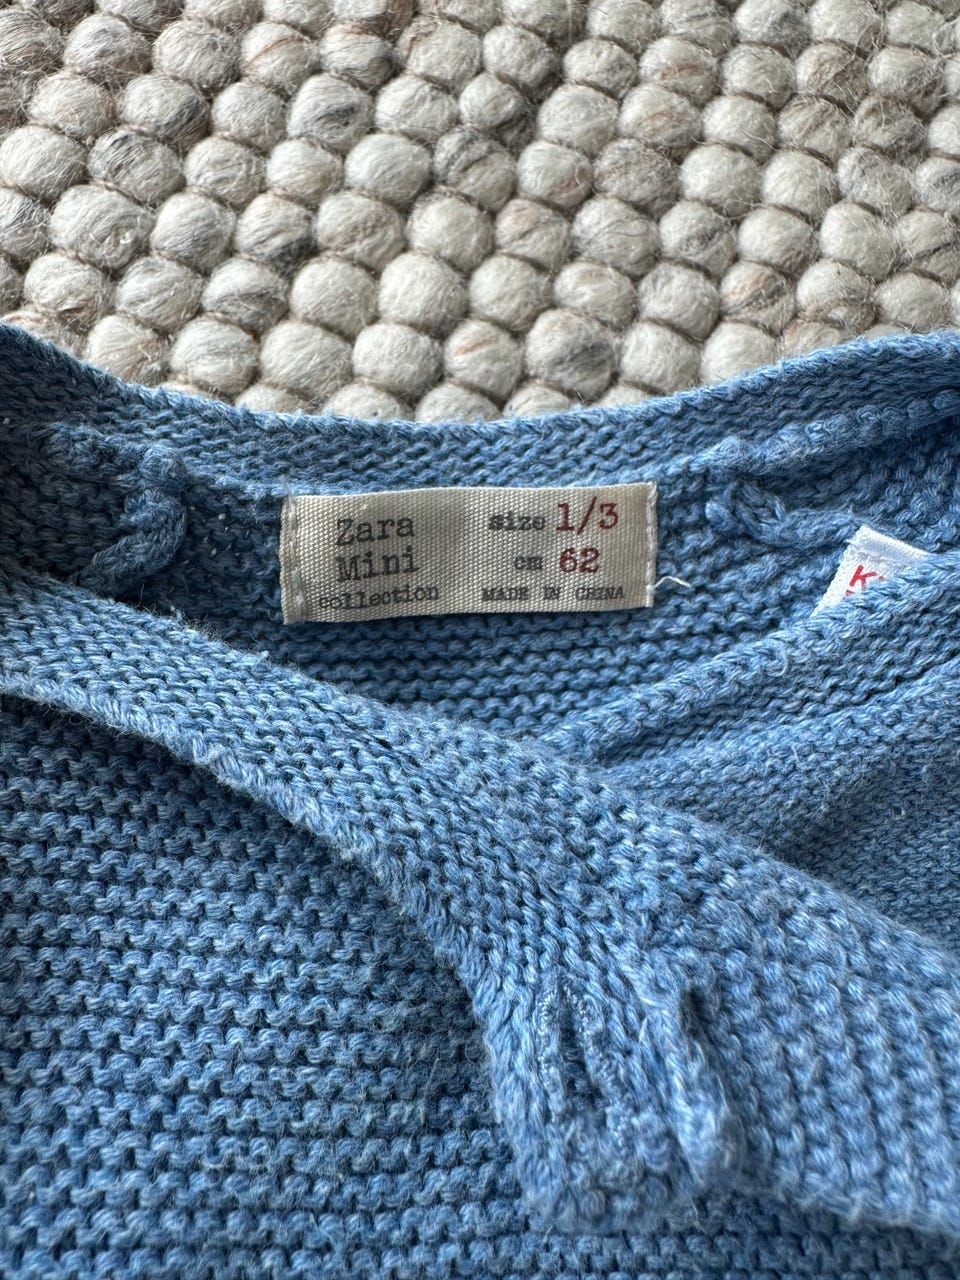 Zara
Mini
collection
size 1/3
cm 62
MADE IN CHINA
K